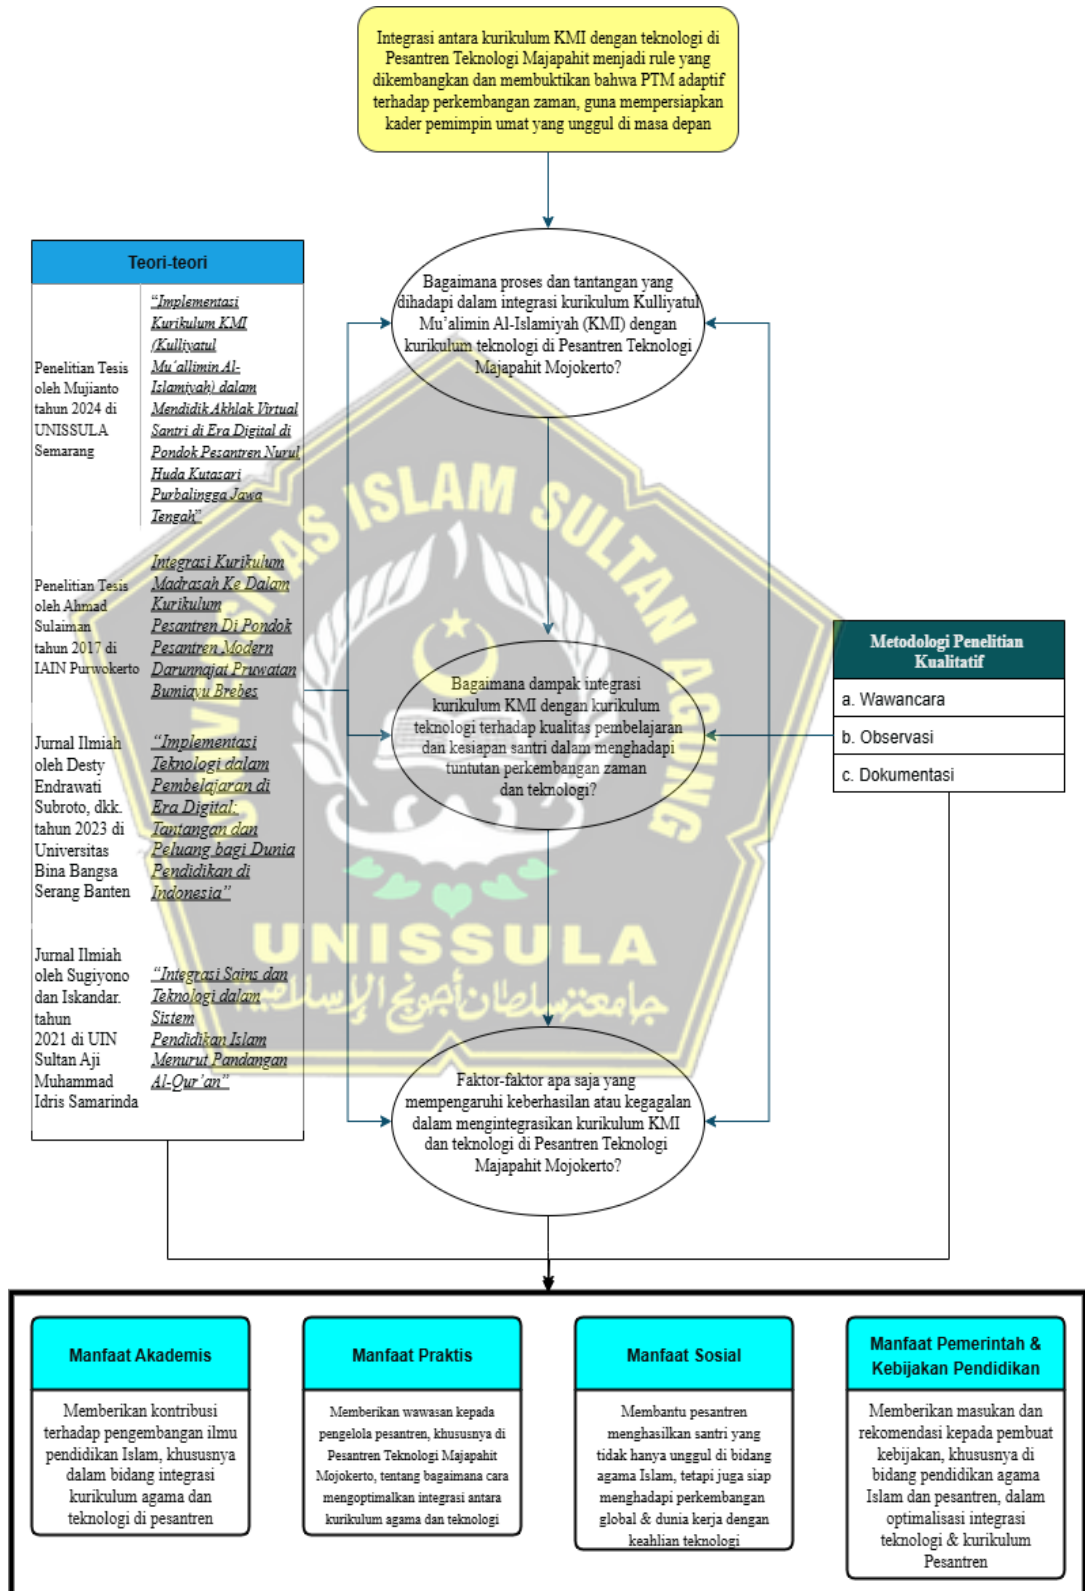 Integrasi antara kurikulum KMI dengan teknologi di
Pesantren Teknologi Majapahit menjadi rule yang
dikembangkan dan membuktikan bahwa PTM adaptif
terhadap perkembangan zaman, guna mempersiapkan
kader pemimpin umat yang unggul di masa depan
Bagaimana proses dan tantangan yang
dihadapi dalam integrasi kurikulum Kulliyatul
Mu'alimin Al-Islamiyah (KMI) dengan
kurikulum teknologi di Pesantren Teknologi
Majapahit Mojokerto?
Teori-teori
Penelitian Tesis
oleh Mujianto
tahun 2024 di
UNISSULA
Semarang
"Implementasi
Kurikulum KMI
(Kulliyatul
Mu'allimin Al-
Islamiyah) dalam
Mendidik Akhlak Virtual
Santri di Era Digital di
Pondok Pesantren Nurul
Huda Kutasari
Purbalingga Jawa
Tengah"
Penelitian Tesis
oleh Ahmad
Sulaiman
tahun 2017 di
IAIN Purwokerto
Integrasi Kurikulum
Madrasah Ke Dalam
Kurikulum
Pesantren Di Pondok
Pesantren Modern
Darunnajat Pruwatan
Bumiayu Brebes
Jurnal Ilmiah
oleh Desty
Endrawati
Subroto, dkk.
tahun 2023 di
Universitas
Bina Bangsa
Serang Banten
"Implementasi
Teknologi dalam
Pembelajaran di
Era Digital:
Tantangan dan
Peluang bagi Dunia
Pendidikan di
Indonesia"
Jurnal Ilmiah
oleh Sugiyono
dan Iskandar.
tahun
2021 di UIN
Sultan Aji
Muhammad
Idris Samarinda
"Integrasi Sains dan
Teknologi dalam
Sistem
Pendidikan Islam
Menurut Pandangan
Al-Qur'an"
Bagaimana dampak integrasi
kurikulum KMI dengan kurikulum
teknologi terhadap kualitas pembelajaran
dan kesiapan santri dalam menghadapi
tuntutan perkembangan zaman
dan teknologi?
Metodologi Penelitian
Kualitatif
a. Wawancara
b. Observasi
c. Dokumentasi
UNIVERSITAS ISLAM SULTAN AGUNG
UNISSULA
جامعة سلطان أجونج الإسلامية
Faktor-faktor apa saja yang
mempengaruhi keberhasilan atau kegagalan
dalam mengintegrasikan kurikulum KMI
dan teknologi di Pesantren Teknologi
Majapahit Mojokerto?
Manfaat Akademis
Memberikan kontribusi
terhadap pengembangan ilmu
pendidikan Islam, khususnya
dalam bidang integrasi
kurikulum agama dan
teknologi di pesantren
Manfaat Praktis
Memberikan wawasan kepada
pengelola pesantren, khususnya di
Pesantren Teknologi Majapahit
Mojokerto, tentang bagaimana cara
mengoptimalkan integrasi antara
kurikulum agama dan teknologi
Manfaat Sosial
Membantu pesantren
menghasilkan santri yang
tidak hanya unggul di bidang
agama Islam, tetapi juga siap
menghadapi perkembangan
global & dunia kerja dengan
keahlian teknologi
Manfaat Pemerintah &
Kebijakan Pendidikan
Memberikan masukan dan
rekomendasi kepada pembuat
kebijakan, khususnya di
bidang pendidikan agama
Islam dan pesantren, dalam
optimalisasi integrasi
teknologi & kurikulum
Pesantren